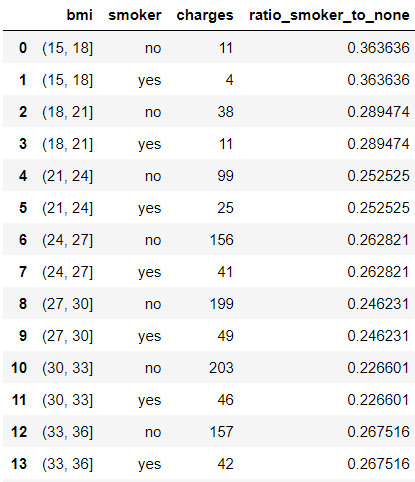 bmi smoker charges ratio_smoker_to_none
0 (15, 18] no 11 0.363636
1 (15, 18] yes 4 0.363636
2 (18, 21] no 38 0.289474
3 (18, 21] yes 11 0.289474
4 (21, 24] no 99 0.252525
5 (21, 24] yes 25 0.252525
6 (24, 27] no 156 0.262821
7 (24, 27] yes 41 0.262821
8 (27, 30] no 199 0.246231
9 (27, 30] yes 49 0.246231
10 (30, 33] no 203 0.226601
11 (30, 33] yes 46 0.226601
12 (33, 36] no 157 0.267516
13 (33, 36] yes 42 0.267516